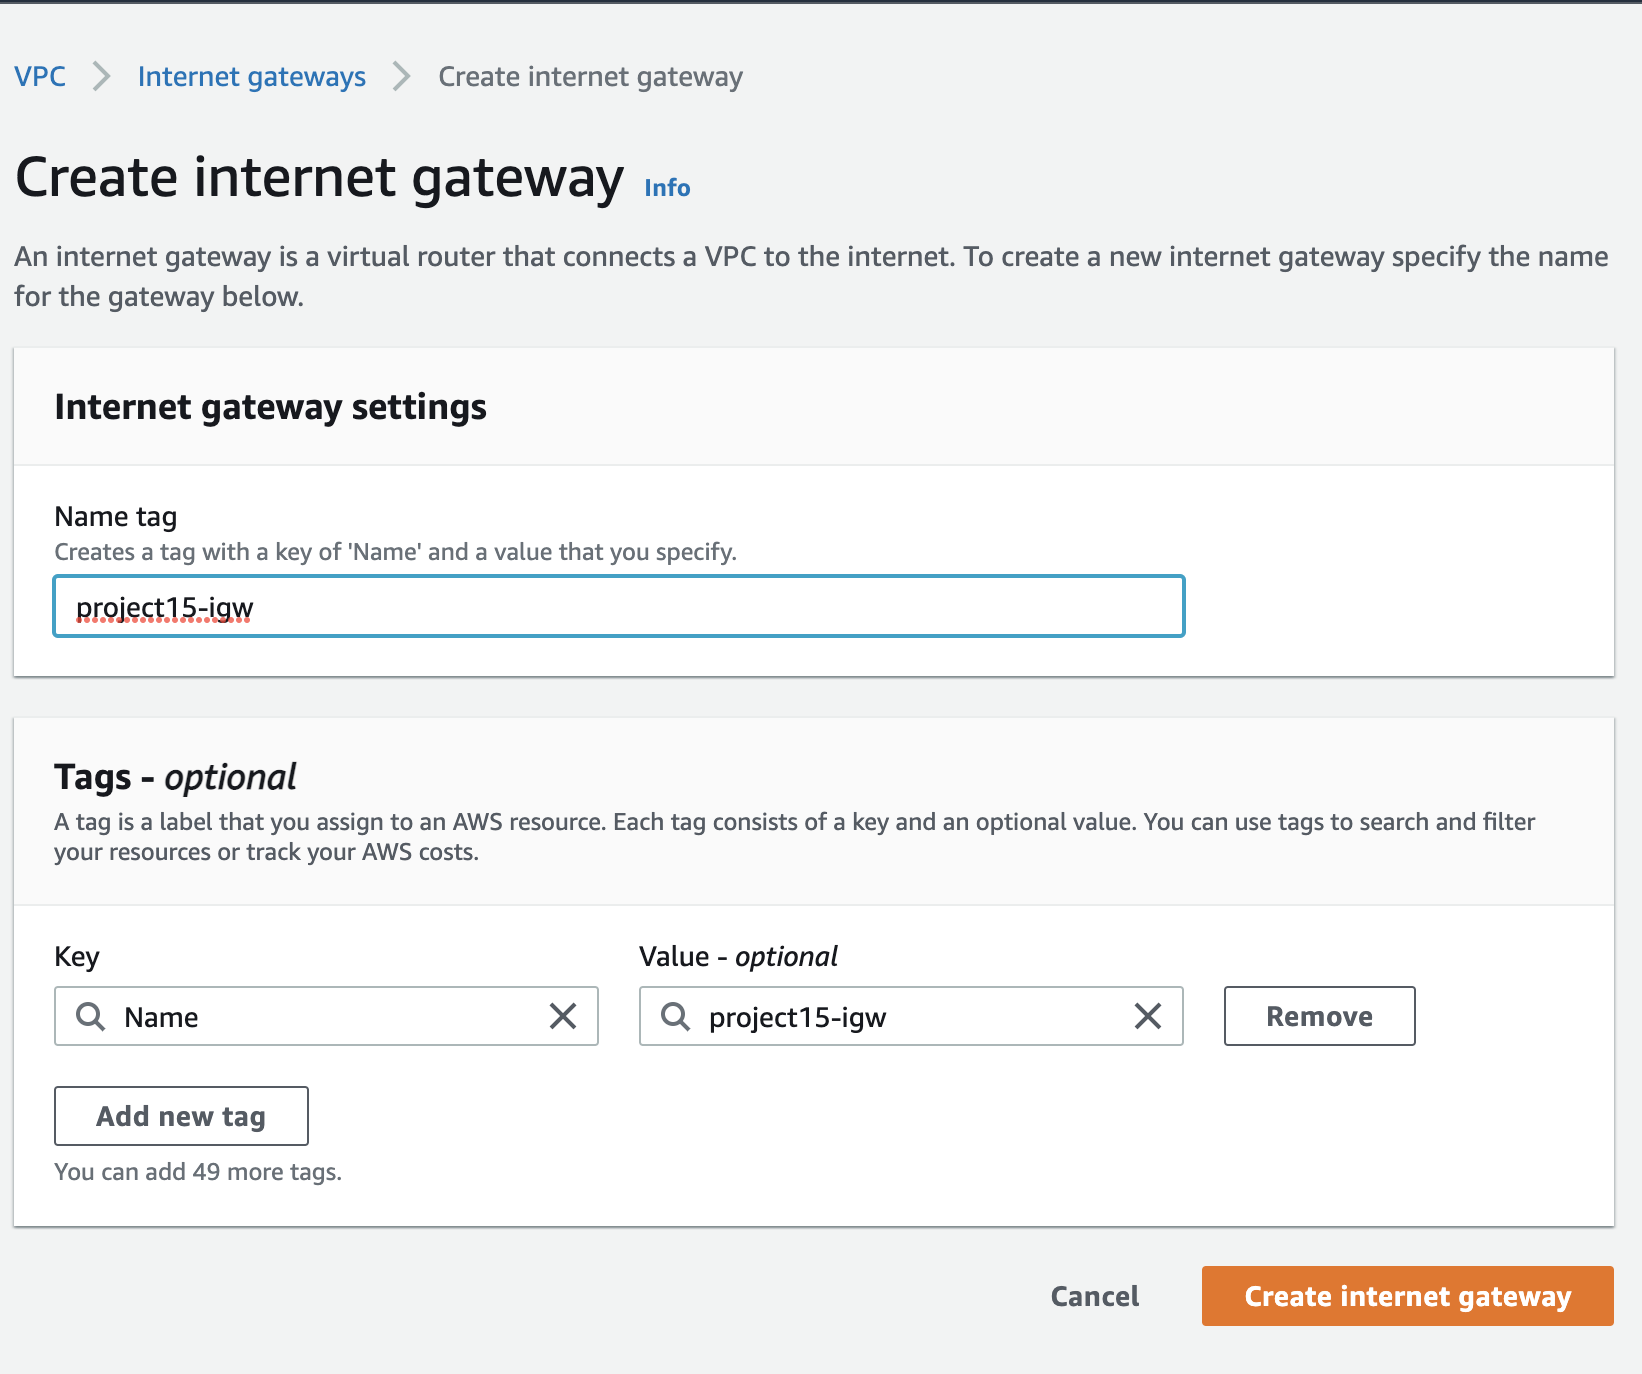 VPC > Internet gateways > Create internet gateway
Create internet gateway Info
An internet gateway is a virtual router that connects a VPC to the internet. To create a new internet gateway specify the name
for the gateway below.
Internet gateway settings
Name tag
Creates a tag with a key of 'Name' and a value that you specify.
project15-igw
Tags - optional
A tag is a label that you assign to an AWS resource. Each tag consists of a key and an optional value. You can use tags to search and filter
your resources or track your AWS costs.
Key Value - optional
Name project15-igw Remove
Add new tag
You can add 49 more tags.
Cancel Create internet gateway